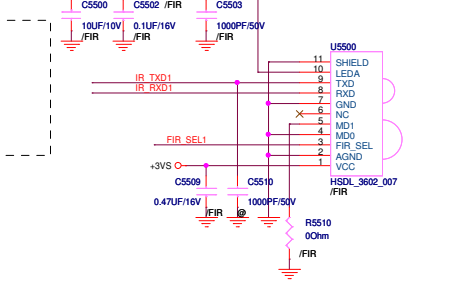 C5500 C5502 /FIR C5503
10UF/10V 0.1UF/16V 1000PF/50V
/FIR /FIR
U5500
11 SHIELD
10 LEDA
IR_TXD1 9 TXD
IR_RXD1 8 RXD
7 GND
6 NC
5 MD1
4 MD0
FIR_SEL1 3 FIR_SEL
2 AGND
+3VS 1 VCC
C5509 C5510 HSDL_3602_007
/FIR
0.47UF/16V 1000PF/50V
/FIR @
R5510
0Ohm
/FIR